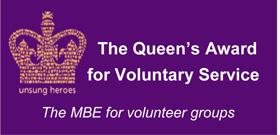 The Queen's Award
for Voluntary Service
unsung heroes
The MBE for volunteer groups